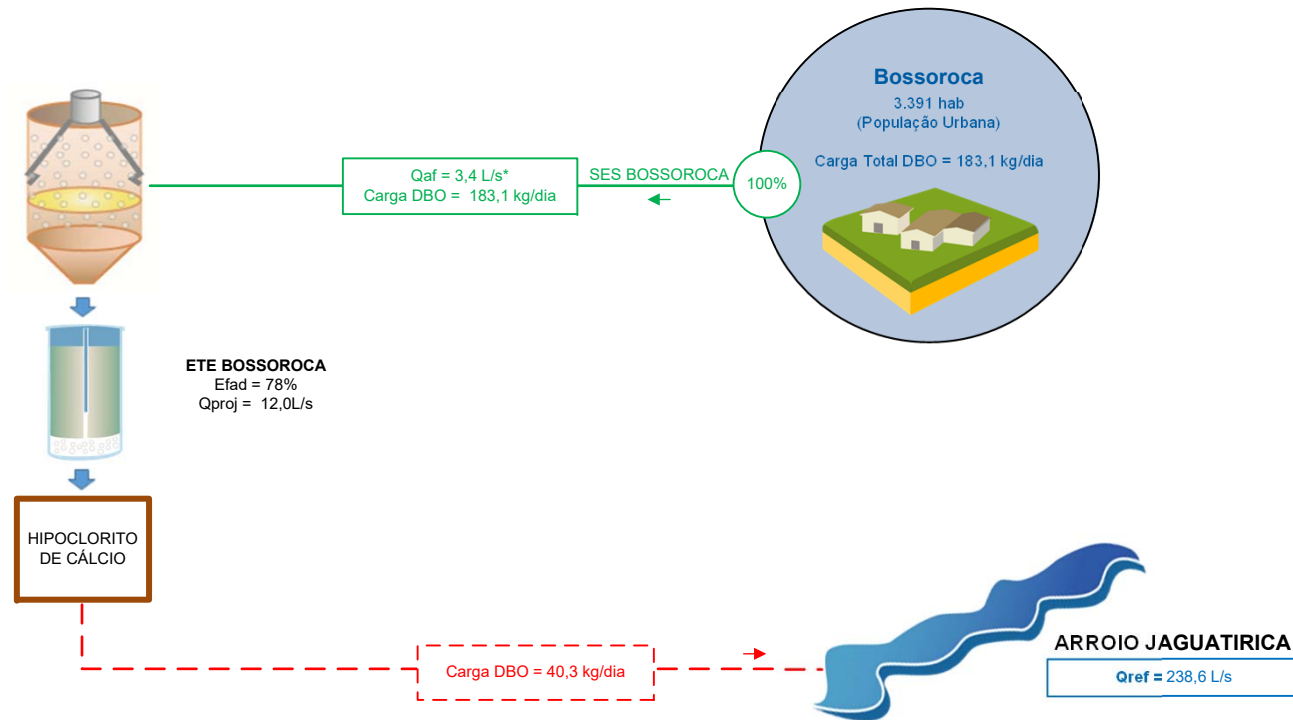 Bossoroca
3.391 hab
(População Urbana)
Carga Total DBO = 183,1 kg/dia
100%
SES BOSSOROCA
Qaf = 3,4 L/s*
Carga DBO = 183,1 kg/dia
ETE BOSSOROCA
Efad = 78%
Qproj = 12,0L/s
HIPOCLORITO
DE CÁLCIO
Carga DBO = 40,3 kg/dia
ARROIO JAGUATIRICA
Qref = 238,6 L/s